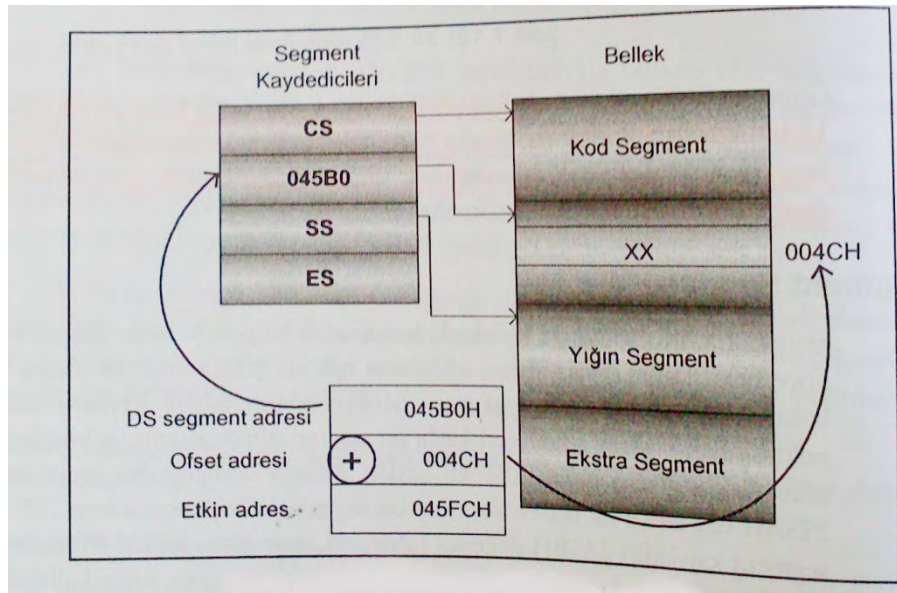 Segment
Kaydedicileri
Bellek
CS
045B0
SS
ES
Kod Segment
XX
004CH
Yığın Segment
Ekstra Segment
DS segment adresi
045B0H
Ofset adresi
+
004CH
Etkin adres
045FCH